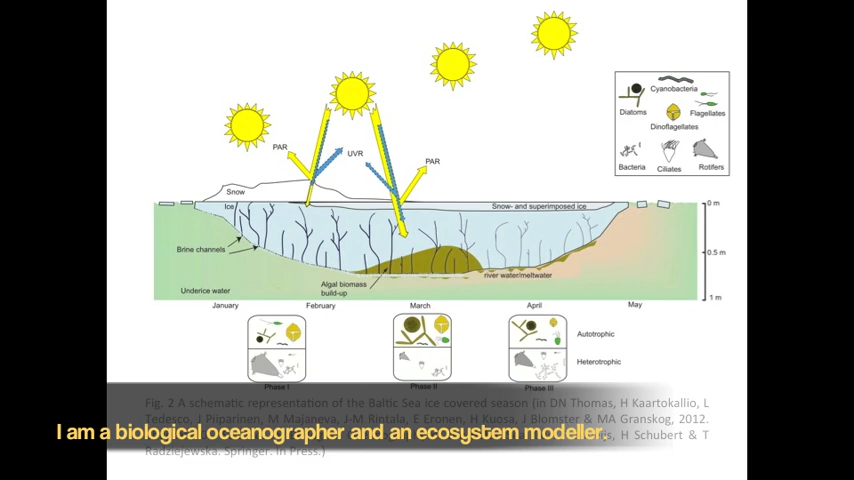 Cyanobacteria
Diatoms
Flagellates
Dinoflagellates
Bacteria
Ciliates
Rotifers
PAR
UVR
PAR
Snow
Ice
Snow- and superimposed ice
0 m
Brine channels
0.5 m
river water/meltwater
Algal biomass
build-up
Underice water
1 m
January
February
March
April
May
Autotrophic
Heterotrophic
Phase I
Phase II
Phase III
Fig. 2 A schematic representation of the Baltic Sea ice covered season (in DN Thomas, H Kaartokallio, L
Tedesco, J Piiparinen, M Majaneva, J-M Rintala, E Eronen, H Kuosa, J Blomster & MA Granskog, 2012.
H Schubert & T
Radziejewska. Springer. In Press.)
I am a biological oceanographer and an ecosystem modeller,